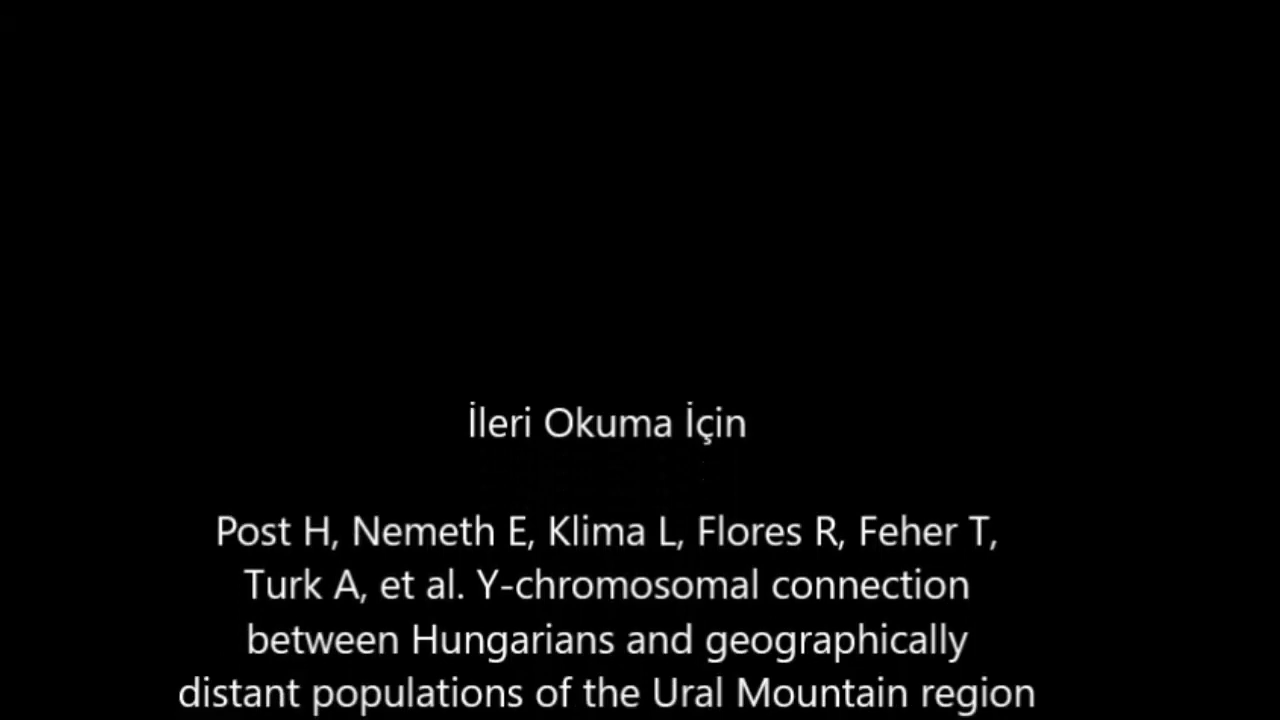 İleri Okuma İçin
Post H, Nemeth E, Klima L, Flores R, Feher T,
Turk A, et al. Y-chromosomal connection
between Hungarians and geographically
distant populations of the Ural Mountain region